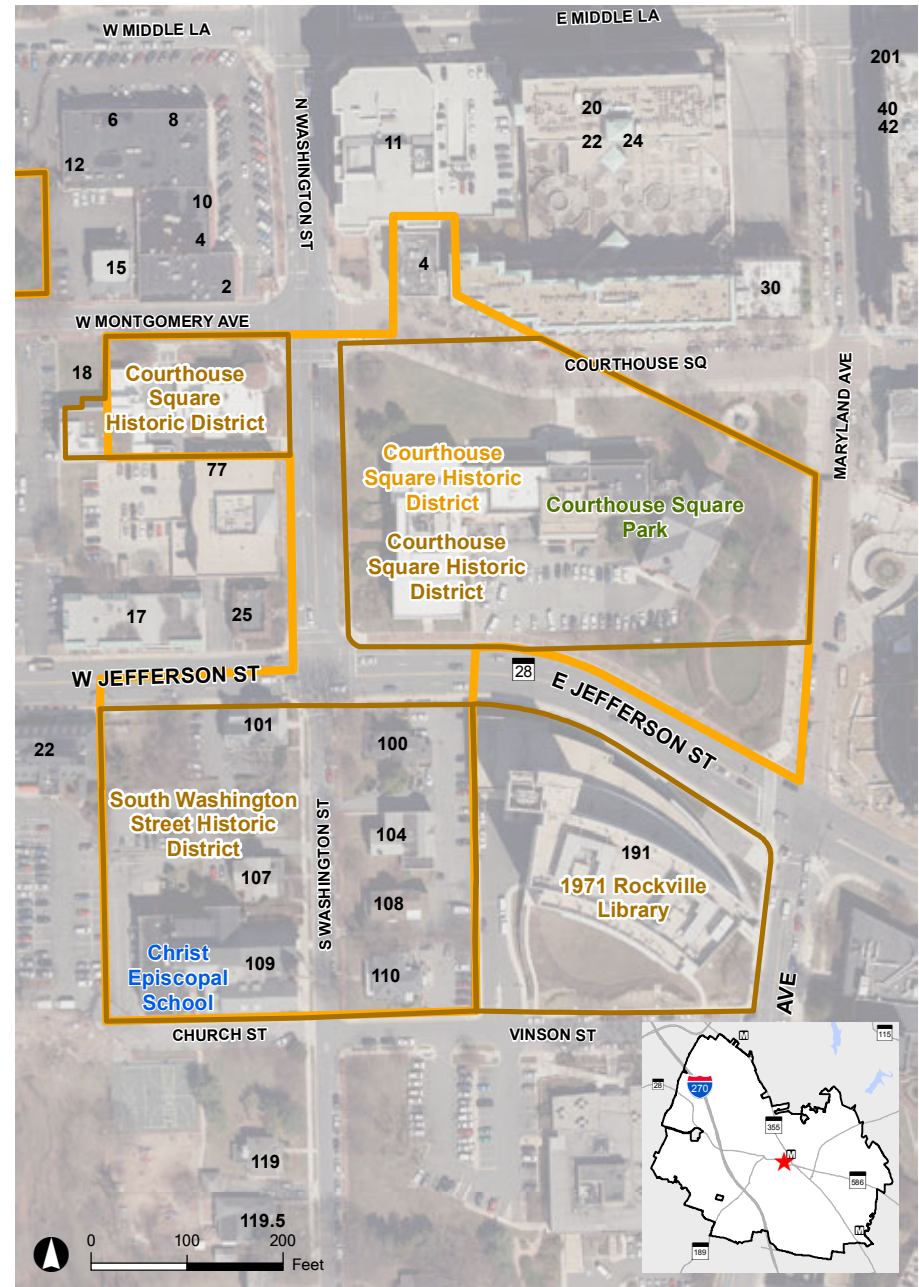 W MIDDLE LA
E MIDDLE LA
201
6
8
20
40
42
N WASHINGTON ST
11
22
24
12
10
4
15
2
4
30
W MONTGOMERY AVE
18
COURTHOUSE SQ
MARYLAND AVE
Courthouse
Square
Historic District
77
Courthouse
Square Historic
District
Courthouse Square
Park
Courthouse
Square Historic
District
17
25
W JEFFERSON ST
28
E JEFFERSON ST
22
101
100
South Washington
Street Historic
District
S WASHINGTON ST
104
107
191
1971 Rockville
Library
108
Christ
Episcopal
School
109
110
AVE
CHURCH ST
VINSON ST
M
115
28
270
355
M
586
M
189
119
119.5
0
100
200
Feet